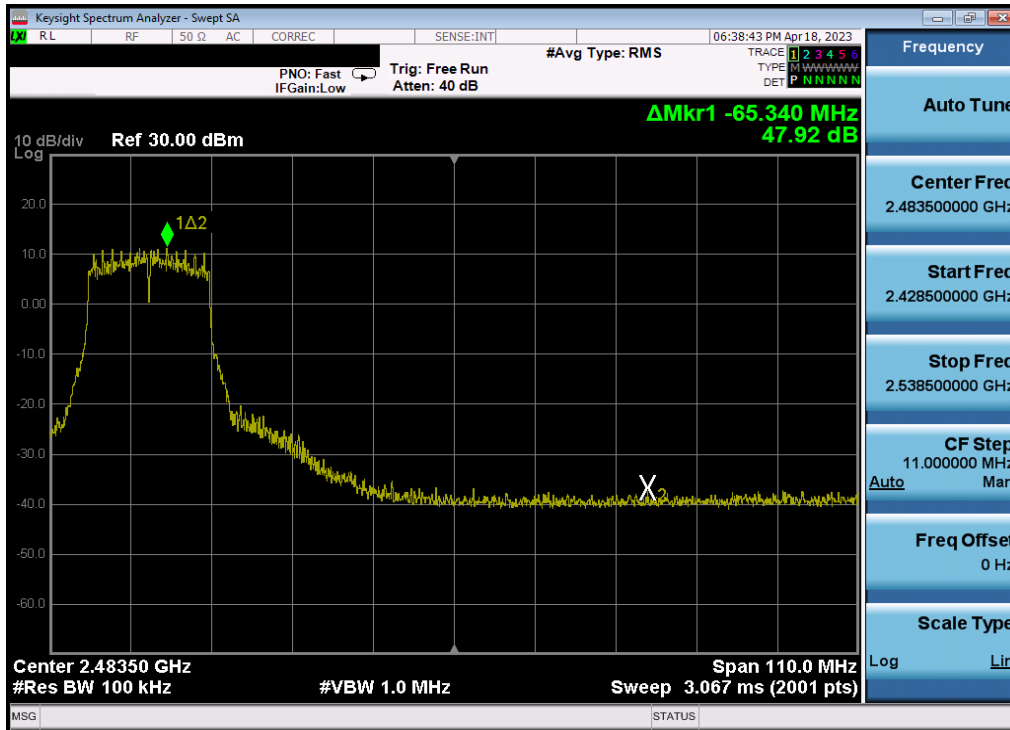 Keysight Spectrum Analyzer - Swept SA
LXI RL RF 50 Ω AC CORREC SENSE:INT 06:38:43 PM Apr 18, 2023
PNO: Fast
IFGain:Low
Trig: Free Run
Atten: 40 dB
#Avg Type: RMS
TRACE 1 2 3 4 5 6
TYPE M WWWWW
DET P N N N N N
ΔMkr1 -65.340 MHz
47.92 dB
10 dB/div
Log
Ref 30.00 dBm
20.0
10.0
0.00
-10.0
-20.0
-30.0
-40.0
-50.0
-60.0
1Δ2
X2
Center 2.48350 GHz
#Res BW 100 kHz
#VBW 1.0 MHz
Span 110.0 MHz
Sweep 3.067 ms (2001 pts)
MSG
STATUS
Frequency
Auto Tune
Center Freq
2.483500000 GHz
Start Freq
2.428500000 GHz
Stop Freq
2.538500000 GHz
CF Step
11.000000 MHz
Auto Man
Freq Offset
0 Hz
Scale Type
Log Lin